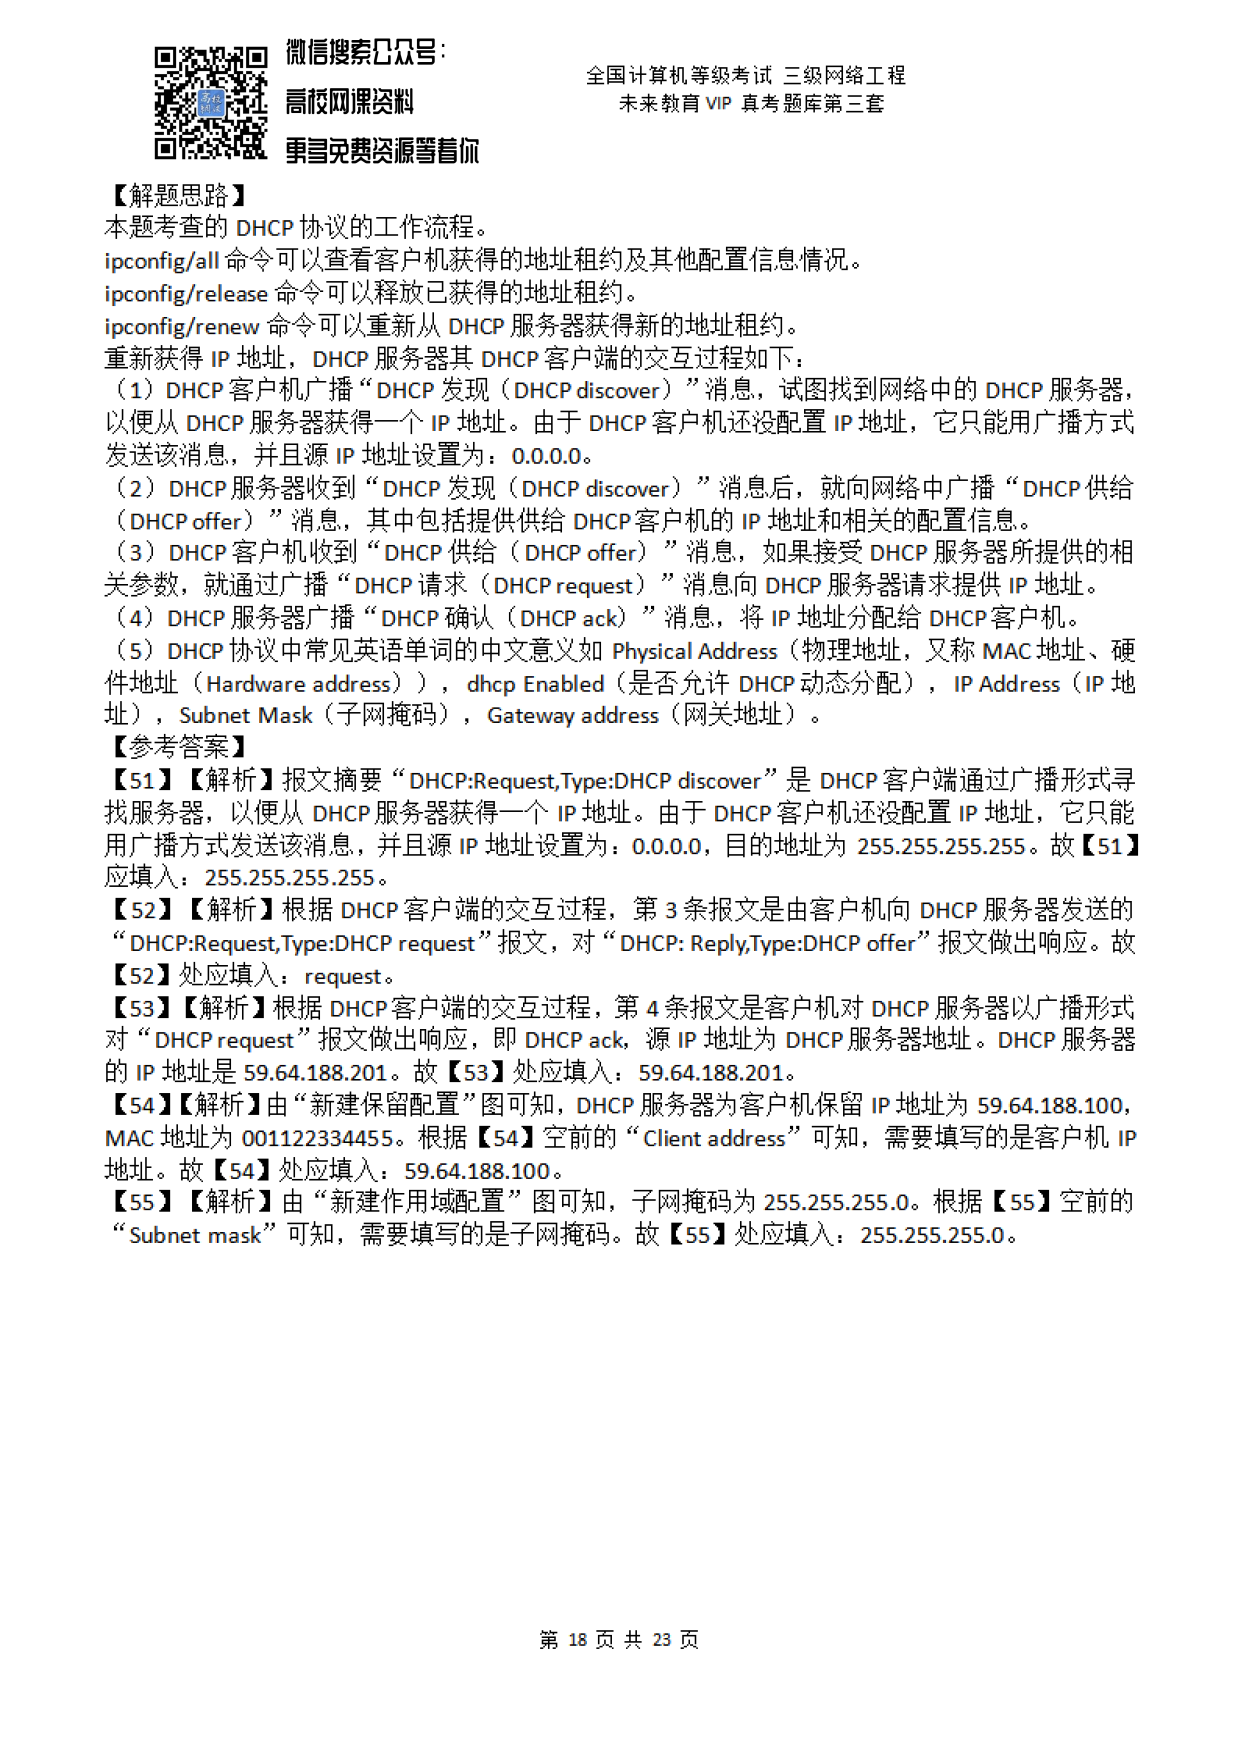 微信搜索公众号：
高校网课资料
更多免费资源等着你
全国计算机等级考试 三级网络工程
未来教育 VIP 真考题库第三套
【解题思路】
本题考查的 DHCP 协议的工作流程。
ipconfig/all 命令可以查看客户机获得的地址租约及其他配置信息情况。
ipconfig/release 命令可以释放已获得的地址租约。
ipconfig/renew 命令可以重新从 DHCP 服务器获得新的地址租约。
重新获得 IP 地址，DHCP 服务器其 DHCP 客户端的交互过程如下：
（1）DHCP 客户机广播“DHCP 发现（DHCP discover）”消息，试图找到网络中的 DHCP 服务器，
以便从 DHCP 服务器获得一个 IP 地址。由于 DHCP 客户机还没配置 IP 地址，它只能用广播方式
发送该消息，并且源 IP 地址设置为：0.0.0.0。
（2）DHCP 服务器收到“DHCP 发现（DHCP discover）”消息后，就向网络中广播“DHCP 供给
（DHCP offer）”消息，其中包括提供供给 DHCP 客户机的 IP 地址和相关的配置信息。
（3）DHCP 客户机收到“DHCP 供给（DHCP offer）”消息，如果接受 DHCP 服务器所提供的相
关参数，就通过广播“DHCP 请求（DHCP request）”消息向 DHCP 服务器请求提供 IP 地址。
（4）DHCP 服务器广播“DHCP 确认（DHCP ack）”消息，将 IP 地址分配给 DHCP 客户机。
（5）DHCP 协议中常见英语单词的中文意义如 Physical Address（物理地址，又称 MAC 地址、硬
件地址（Hardware address）），dhcp Enabled（是否允许 DHCP 动态分配），IP Address（IP 地
址），Subnet Mask（子网掩码），Gateway address（网关地址）。
【参考答案】
【51】【解析】报文摘要“DHCP:Request,Type:DHCP discover”是 DHCP 客户端通过广播形式寻
找服务器，以便从 DHCP 服务器获得一个 IP 地址。由于 DHCP 客户机还没配置 IP 地址，它只能
用广播方式发送该消息，并且源 IP 地址设置为：0.0.0.0，目的地址为 255.255.255.255。故【51】
应填入：255.255.255.255。
【52】【解析】根据 DHCP 客户端的交互过程，第 3 条报文是由客户机向 DHCP 服务器发送的
“DHCP:Request,Type:DHCP request”报文，对“DHCP: Reply,Type:DHCP offer”报文做出响应。故
【52】处应填入：request。
【53】【解析】根据 DHCP 客户端的交互过程，第 4 条报文是客户机对 DHCP 服务器以广播形式
对“DHCP request”报文做出响应，即 DHCP ack，源 IP 地址为 DHCP 服务器地址。DHCP 服务器
的 IP 地址是 59.64.188.201。故【53】处应填入：59.64.188.201。
【54】【解析】由“新建保留配置”图可知，DHCP 服务器为客户机保留 IP 地址为 59.64.188.100，
MAC 地址为 001122334455。根据【54】空前的“Client address”可知，需要填写的是客户机 IP
地址。故【54】处应填入：59.64.188.100。
【55】【解析】由“新建作用域配置”图可知，子网掩码为 255.255.255.0。根据【55】空前的
“Subnet mask”可知，需要填写的是子网掩码。故【55】处应填入：255.255.255.0。
第 18 页 共 23 页